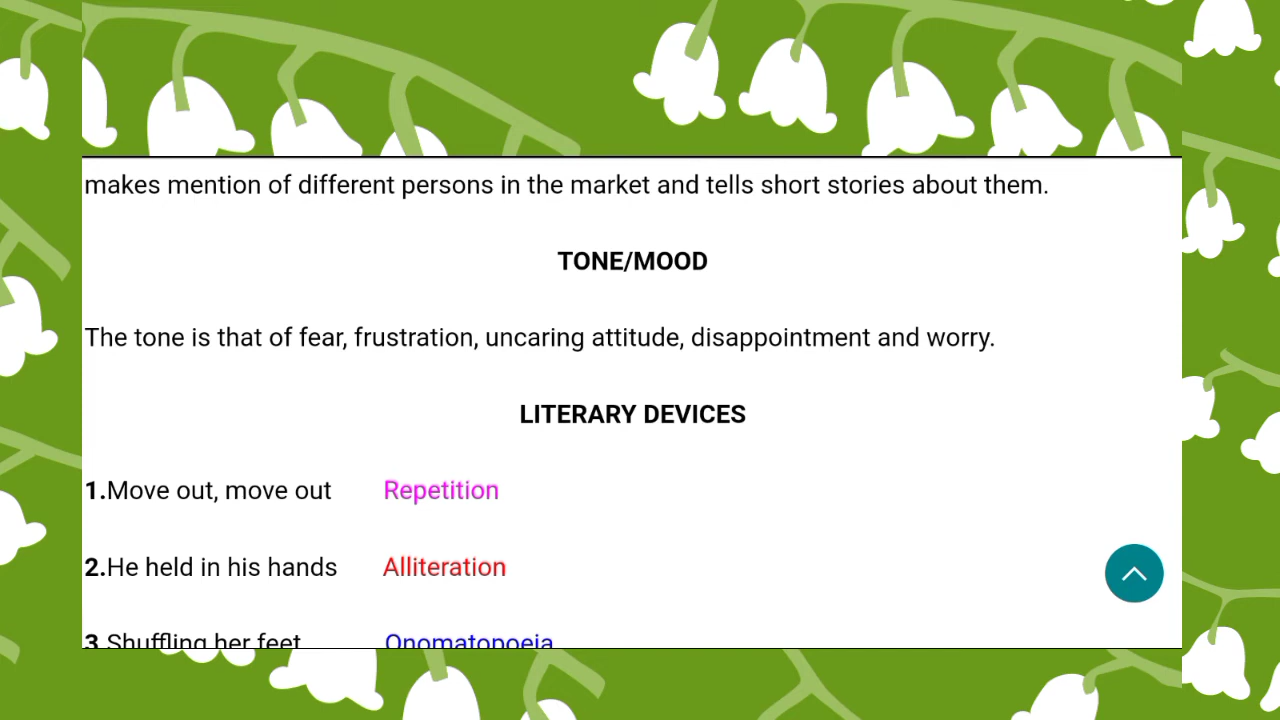 makes mention of different persons in the market and tells short stories about them.
TONE/MOOD
The tone is that of fear, frustration, uncaring attitude, disappointment and worry.
LITERARY DEVICES
1.Move out, move out Repetition
2.He held in his hands Alliteration
3.Shuffling her feet Onomatopoeia